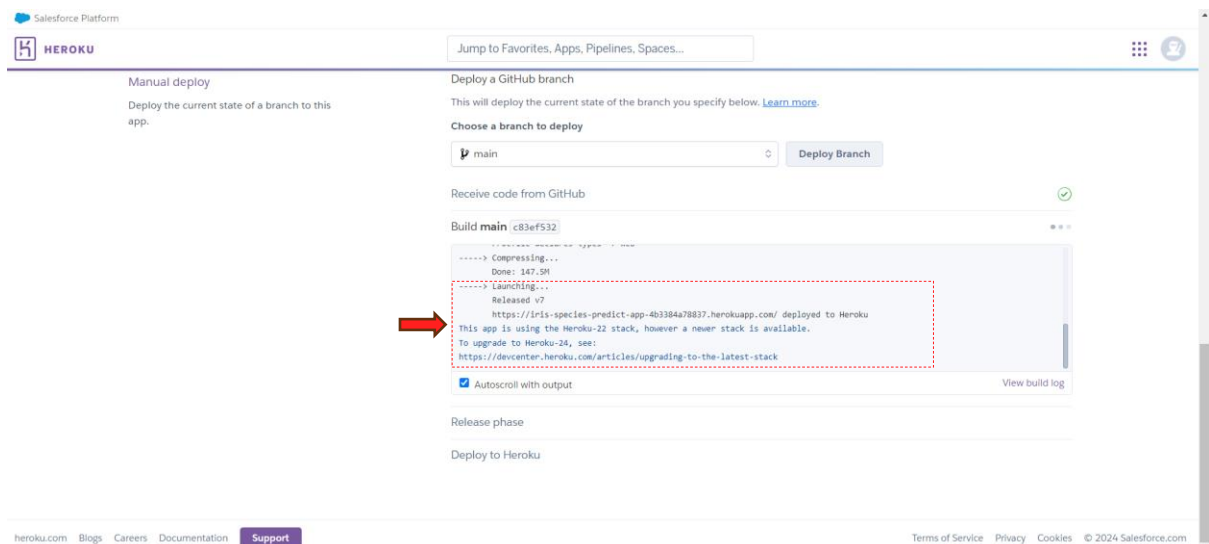 Salesforce Platform
HEROKU
Jump to Favorites, Apps, Pipelines, Spaces...
Manual deploy
Deploy the current state of a branch to this
app.
Deploy a GitHub branch
This will deploy the current state of the branch you specify below. Learn more.
Choose a branch to deploy
main
Deploy Branch
Receive code from GitHub
Build main c83ef532
-----> Compressing...
Done: 147.5M
-----> Launching...
Released v7
https://iris-species-predict-app-4b3384a78837.herokuapp.com/ deployed to Heroku
This app is using the Heroku-22 stack, however a newer stack is available.
To upgrade to Heroku-24, see:
https://devcenter.heroku.com/articles/upgrading-to-the-latest-stack
Autoscroll with output
View build log
Release phase
Deploy to Heroku
heroku.com Blogs Careers Documentation Support
Terms of Service Privacy Cookies © 2024 Salesforce.com